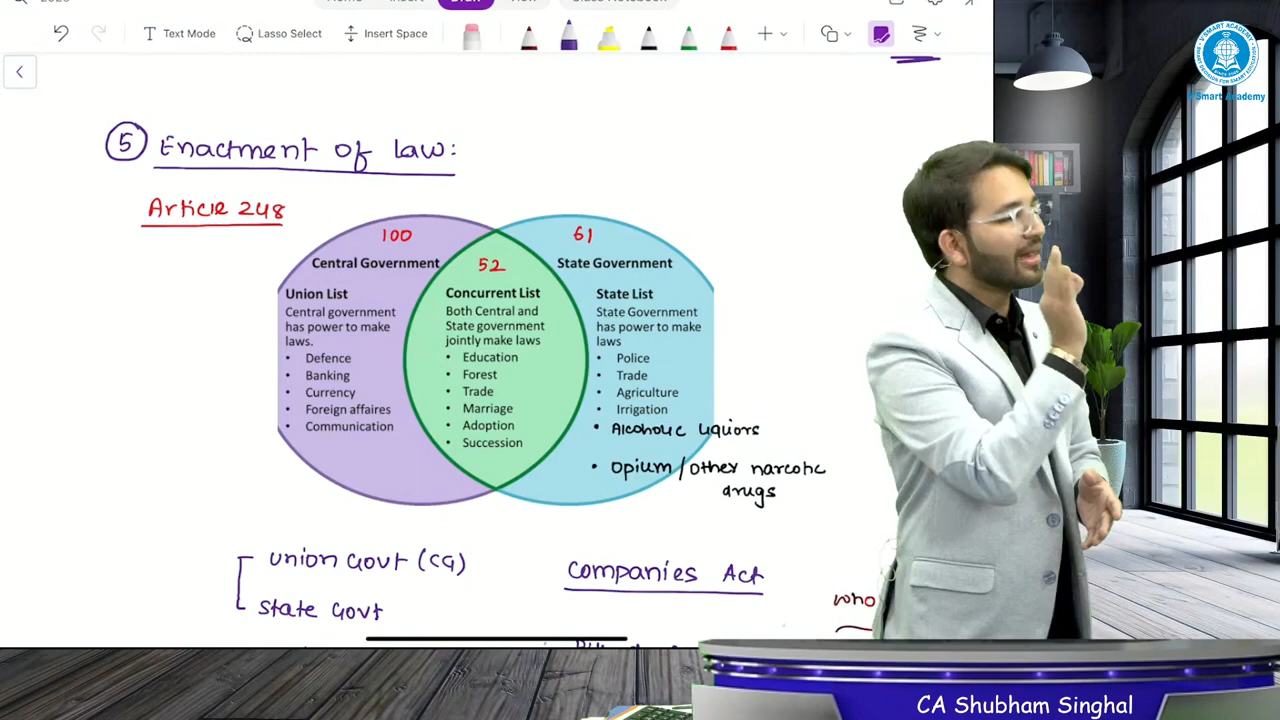 Text Mode
Lasso Select
Insert Space
V'Smart Academy
5 Enactment of law:
Article 248
100
61
52
Central Government
State Government
Union List
Central government
has power to make
laws.
• Defence
• Banking
• Currency
• Foreign affaires
• Communication
Concurrent List
Both Central and
State government
jointly make laws
• Education
• Forest
• Trade
• Marriage
• Adoption
• Succession
State List
State Government
has power to make
laws
• Police
• Trade
• Agriculture
• Irrigation
• Alcoholic liquors
• Opium/other narcotic
drugs
Union Govt (CG)
State Govt
Companies Act
who
CA Shubham Singhal